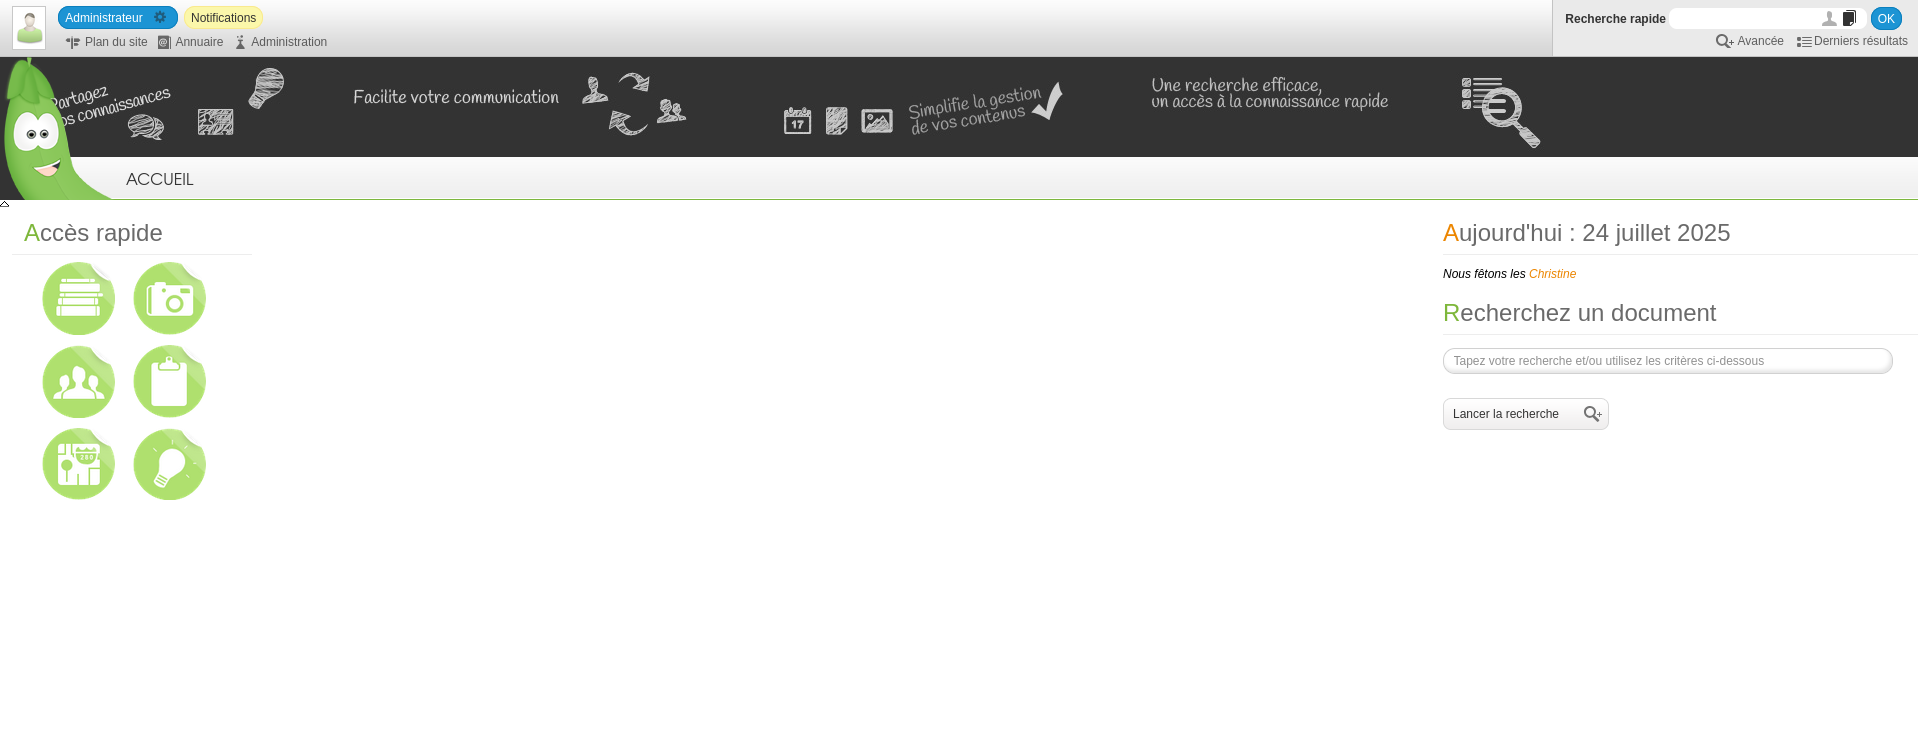 Administrateur
Notifications
Plan du site
Annuaire
Administration
Recherche rapide
OK
Avancée
Derniers résultats
Partagez
vos connaissances
Facilite votre communication
17
Simplifie la gestion
de vos contenus
Une recherche efficace,
un accès à la connaissance rapide
ACCUEIL
Accès rapide
Aujourd'hui : 24 juillet 2025
Nous fêtons les Christine
Recherchez un document
Tapez votre recherche et/ou utilisez les critères ci-dessous
Lancer la recherche